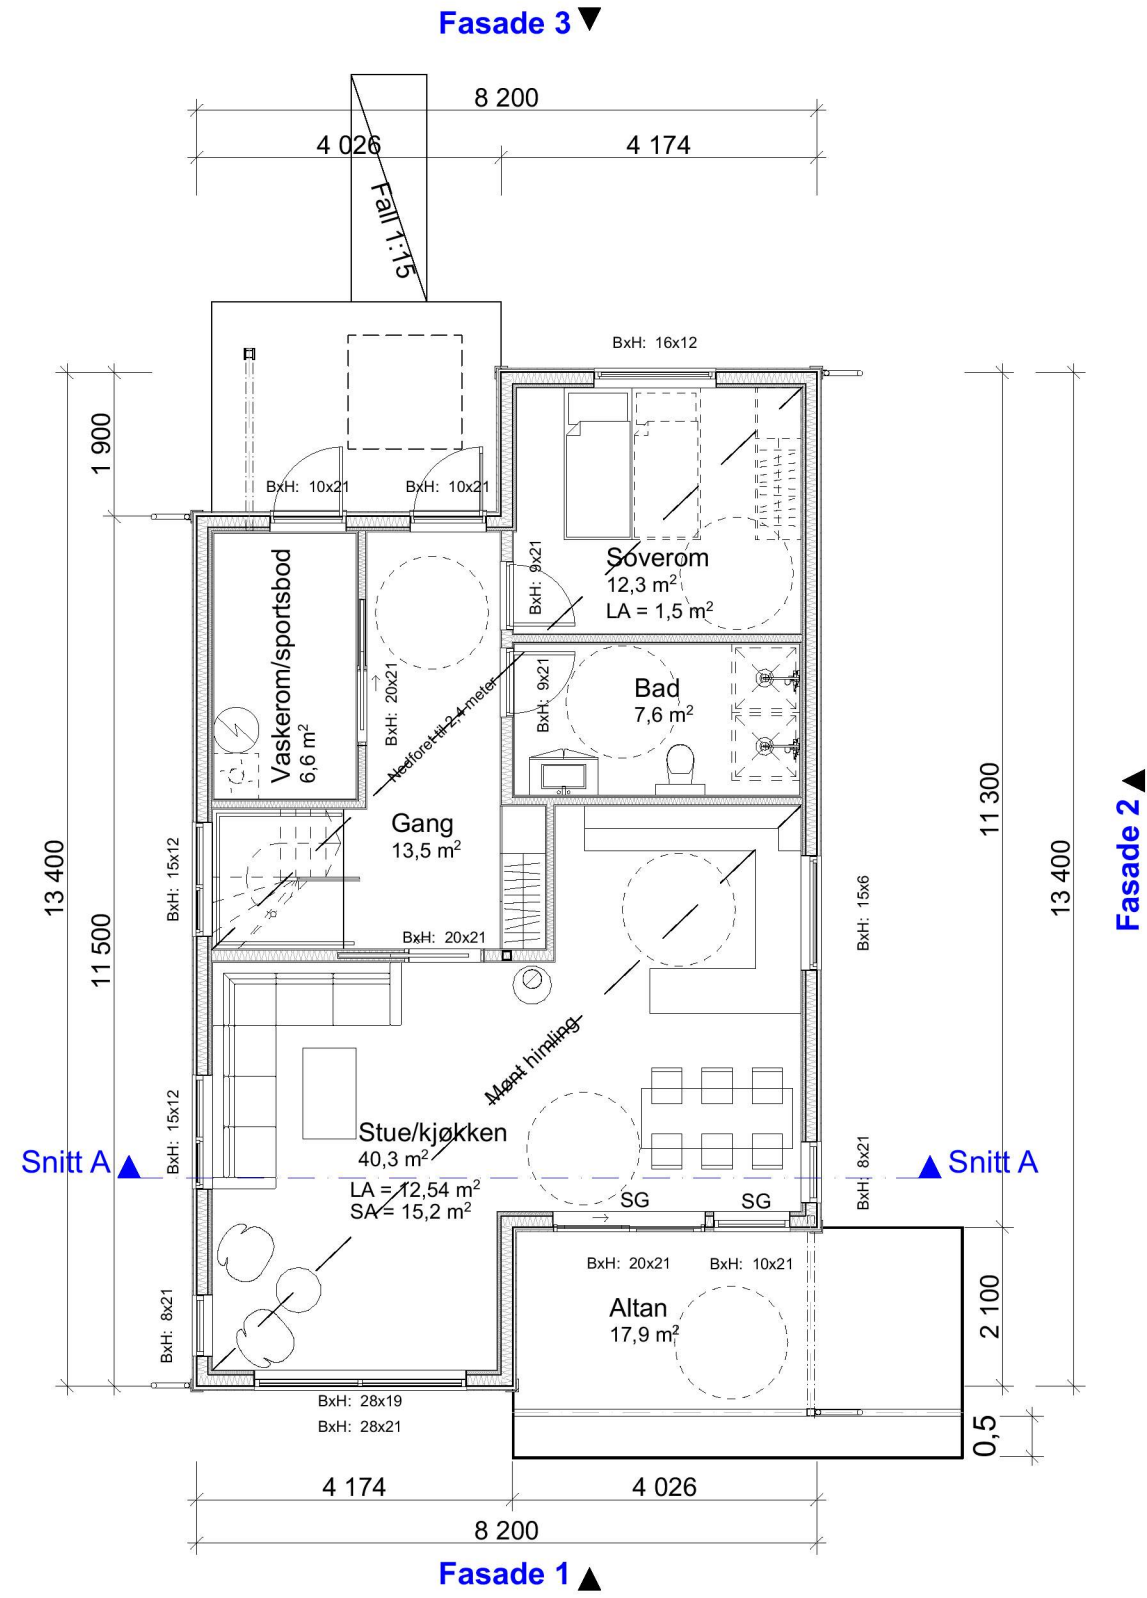 Fasade 3
8 200
4 026
4 174
Fall 1:15
BxH: 16x12
1 900
BxH: 10x21
BxH: 10x21
BxH: 9x21
Soverom
12,3 m²
LA = 1,5 m²
Vaskerom/sportsbod
6,6 m²
BxH: 20x21
Nedforet til 2,4 meter
BxH: 9x21
Bad
7,6 m²
Gang
13,5 m²
11 300
Fasade 2
13 400
13 400
BxH: 15x12
BxH: 15x6
11 500
BxH: 20x21
Mønt himling
BxH: 15x12
Stue/kjøkken
40,3 m²
LA = 12,54 m²
SA = 15,2 m²
Snitt A
Snitt A
BxH: 8x21
SG
SG
BxH: 20x21
BxH: 10x21
BxH: 8x21
Altan
17,9 m²
2 100
BxH: 28x19
BxH: 28x21
0,5
4 174
4 026
8 200
Fasade 1